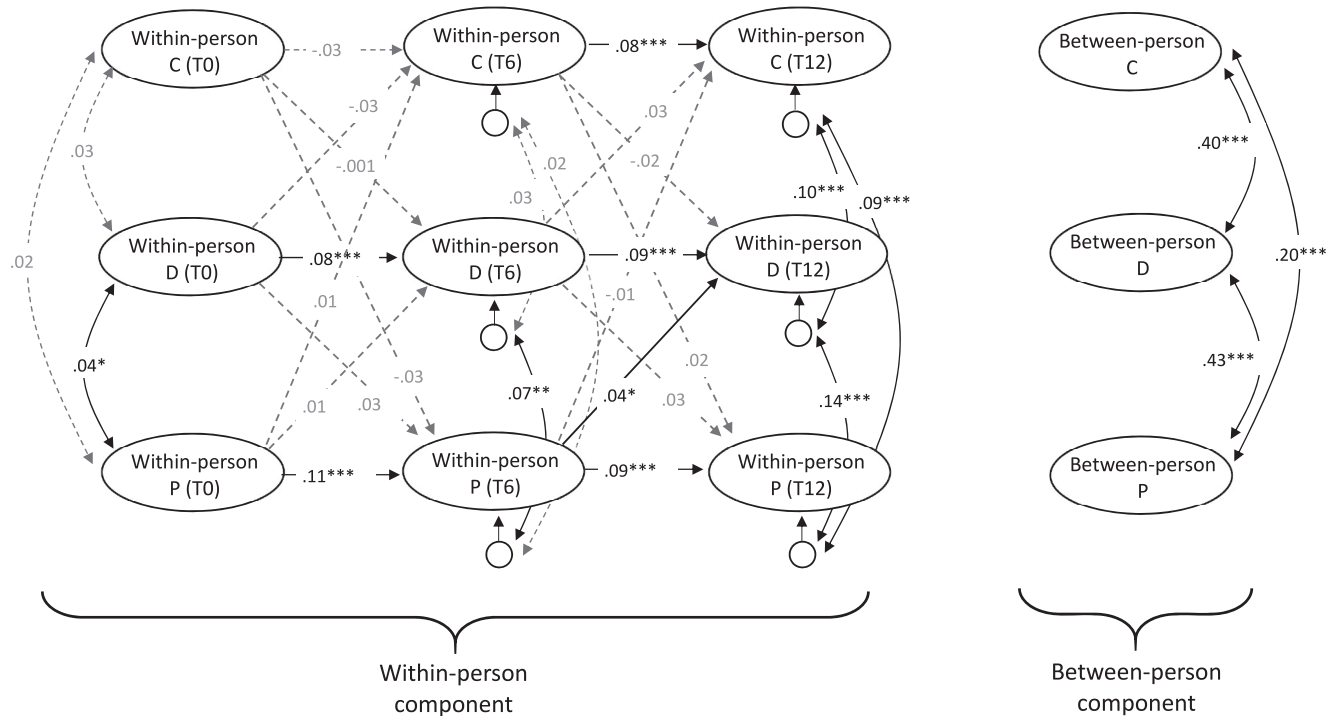 Within-person
C (T0)
-.03
Within-person
C (T6)
.08***
Within-person
C (T12)
Between-person
C
-.03
.03
.03
-.001
.02
-.02
.40***
.03
.10***
.09***
Within-person
D (T0)
.08***
Within-person
D (T6)
.09***
Within-person
D (T12)
Between-person
D
.20***
.02
.01
-.01
.04*
.02
.43***
-.03
.07**
.04*
.03
.14***
.01
.03
Within-person
P (T0)
.11***
Within-person
P (T6)
.09***
Within-person
P (T12)
Between-person
P
Within-person
component
Between-person
component